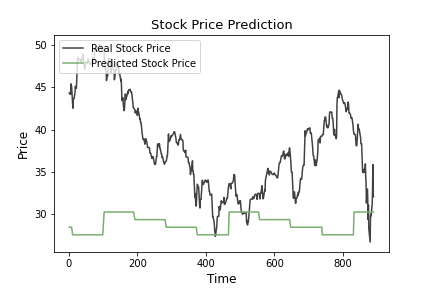 Stock Price Prediction
Real Stock Price
Predicted Stock Price
Price
50
45
40
35
30
0 200 400 600 800
Time